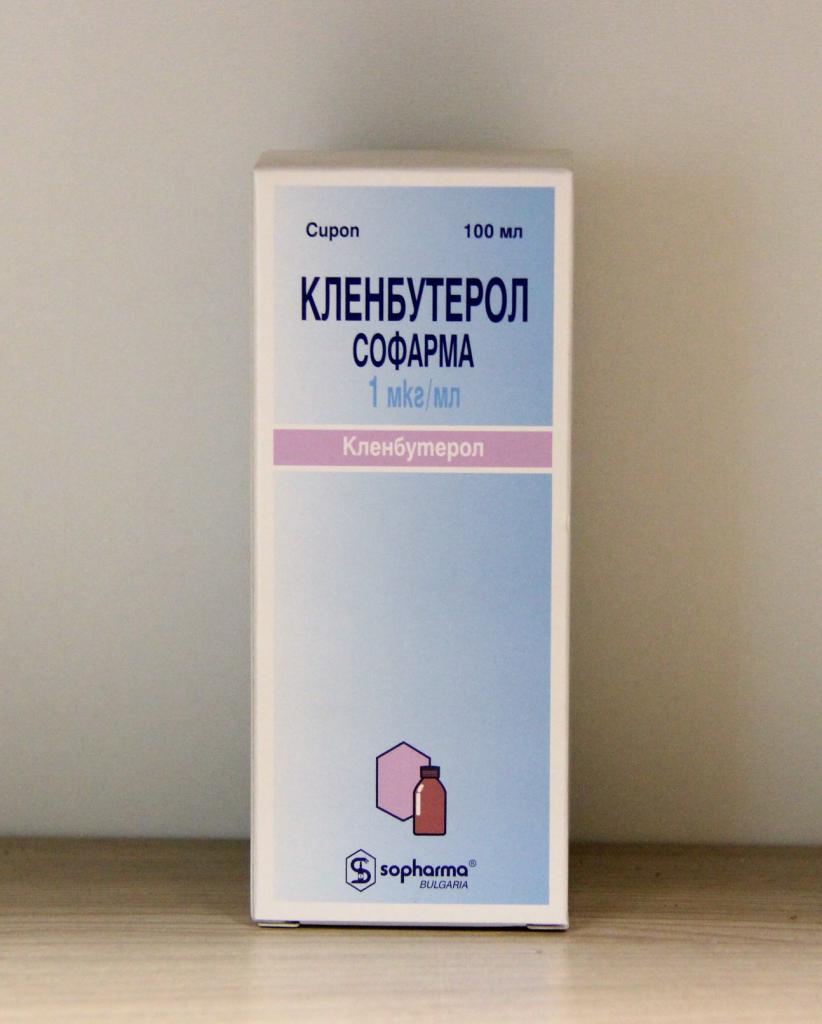 Сироп 100 мл
КЛЕНБУТЕРОЛ
СОФАРМА
1 мкг/мл
Кленбутерол
sopharma®
BULGARIA